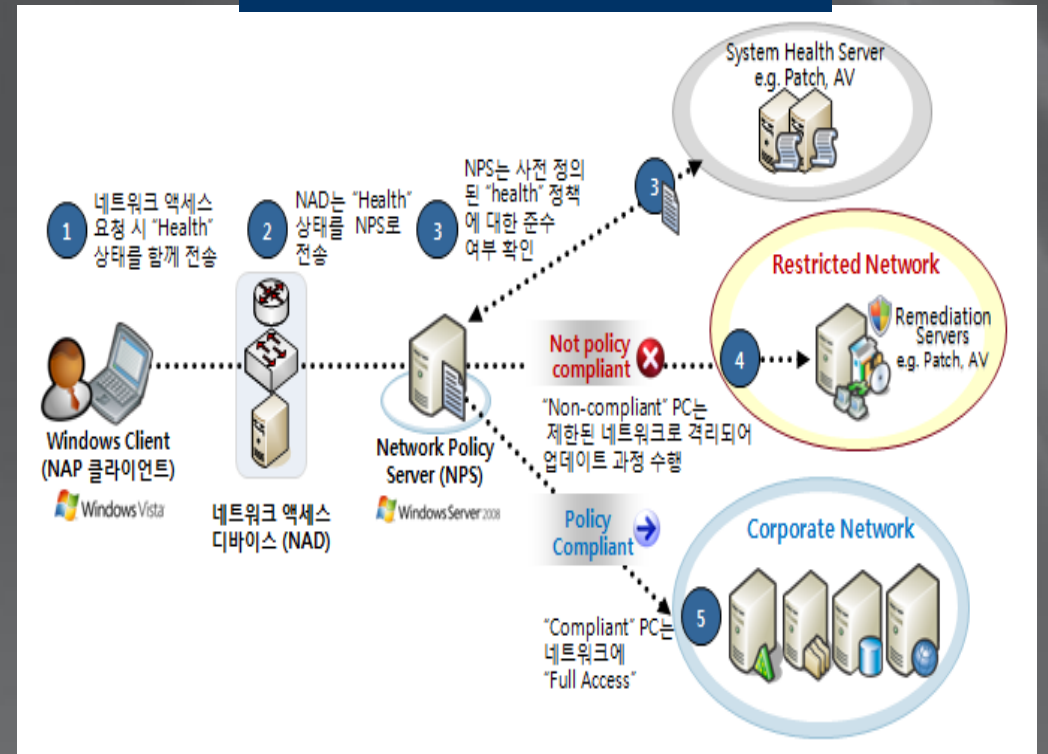 System Health Server
e.g. Patch, AV
1
네트워크 액세스
요청 시 “Health”
상태를 함께 전송
2
NAD는 “Health”
상태를 NPS로
전송
3
NPS는 사전 정의
된 “health” 정책
에 대한 준수
여부 확인
3
Restricted Network
Remediation
Servers
e.g. Patch, AV
Not policy
compliant
4
“Non-compliant” PC는
제한된 네트워크로 격리되어
업데이트 과정 수행
Windows Client
(NAP 클라이언트)
Windows Vista
네트워크 액세스
디바이스 (NAD)
Network Policy
Server (NPS)
Windows Server 2008
Policy
Compliant
Corporate Network
5
“Compliant” PC는
네트워크에
“Full Access”